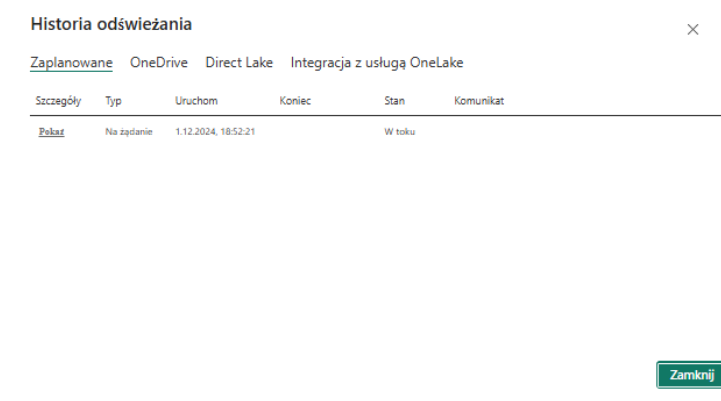 Historia odświeżania
Zaplanowane OneDrive Direct Lake Integracja z usługą OneLake
Szczegóły Typ Uruchom Koniec Stan Komunikat
Pokaż Na żądanie 1.12.2024, 18:52:21 W toku
Zamknij